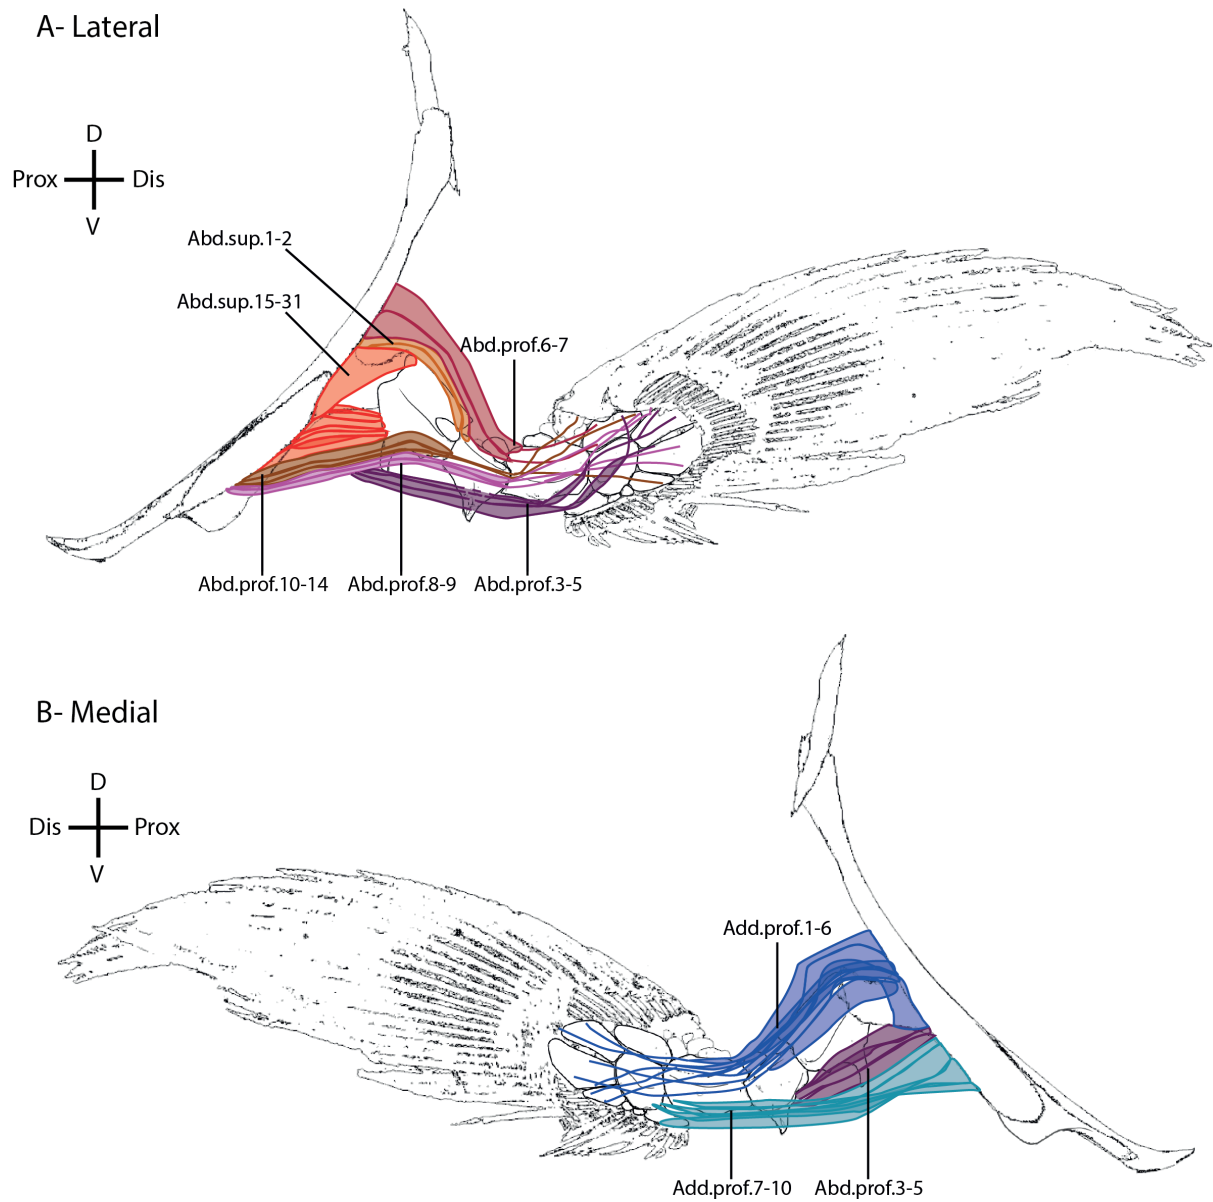 A- Lateral
D
Prox
Dis
V
Abd.sup.1-2
Abd.sup.15-31
Abd.prof.6-7
Abd.prof.10-14
Abd.prof.8-9
Abd.prof.3-5
B- Medial
D
Dis
Prox
V
Add.prof.1-6
Add.prof.7-10
Abd.prof.3-5